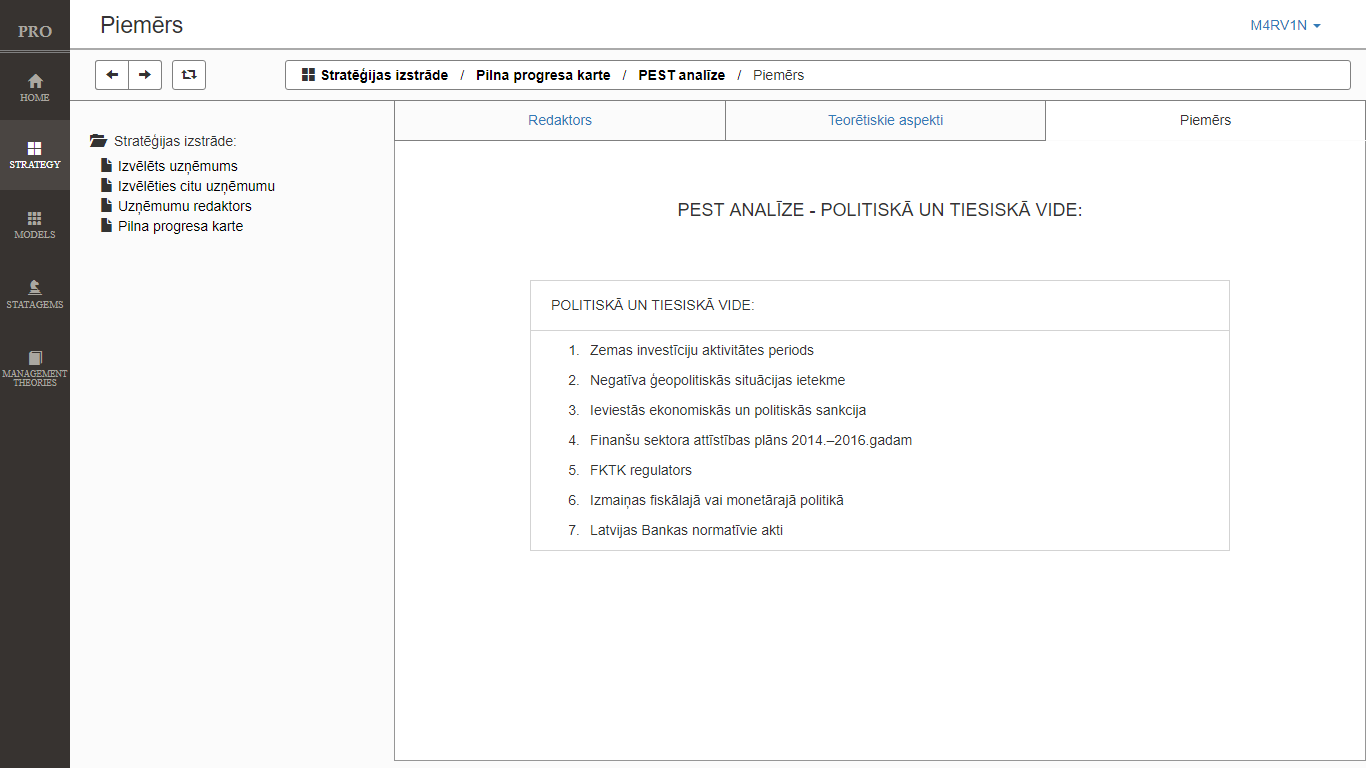 PRO
Piemērs
M4RV1N
Stratēģijas izstrāde / Pilna progresa karte / PEST analīze / Piemērs
HOME
STRATEGY
MODELS
STATAGEMS
MANAGEMENT
THEORIES
Stratēģijas izstrāde:
Izvēlēts uzņēmums
Izvēlēties citu uzņēmumu
Uzņēmumu redaktors
Pilna progresa karte
Redaktors
Teorētiskie aspekti
Piemērs
PEST ANALĪZE - POLITISKĀ UN TIESISKĀ VIDE:
POLITISKĀ UN TIESISKĀ VIDE:
1. Zemas investīciju aktivitātes periods
2. Negatīva ģeopolitiskās situācijas ietekme
3. Ieviestās ekonomiskās un politiskās sankcija
4. Finanšu sektora attīstības plāns 2014.–2016.gadam
5. FKTK regulators
6. Izmaiņas fiskālajā vai monetārajā politikā
7. Latvijas Bankas normatīvie akti